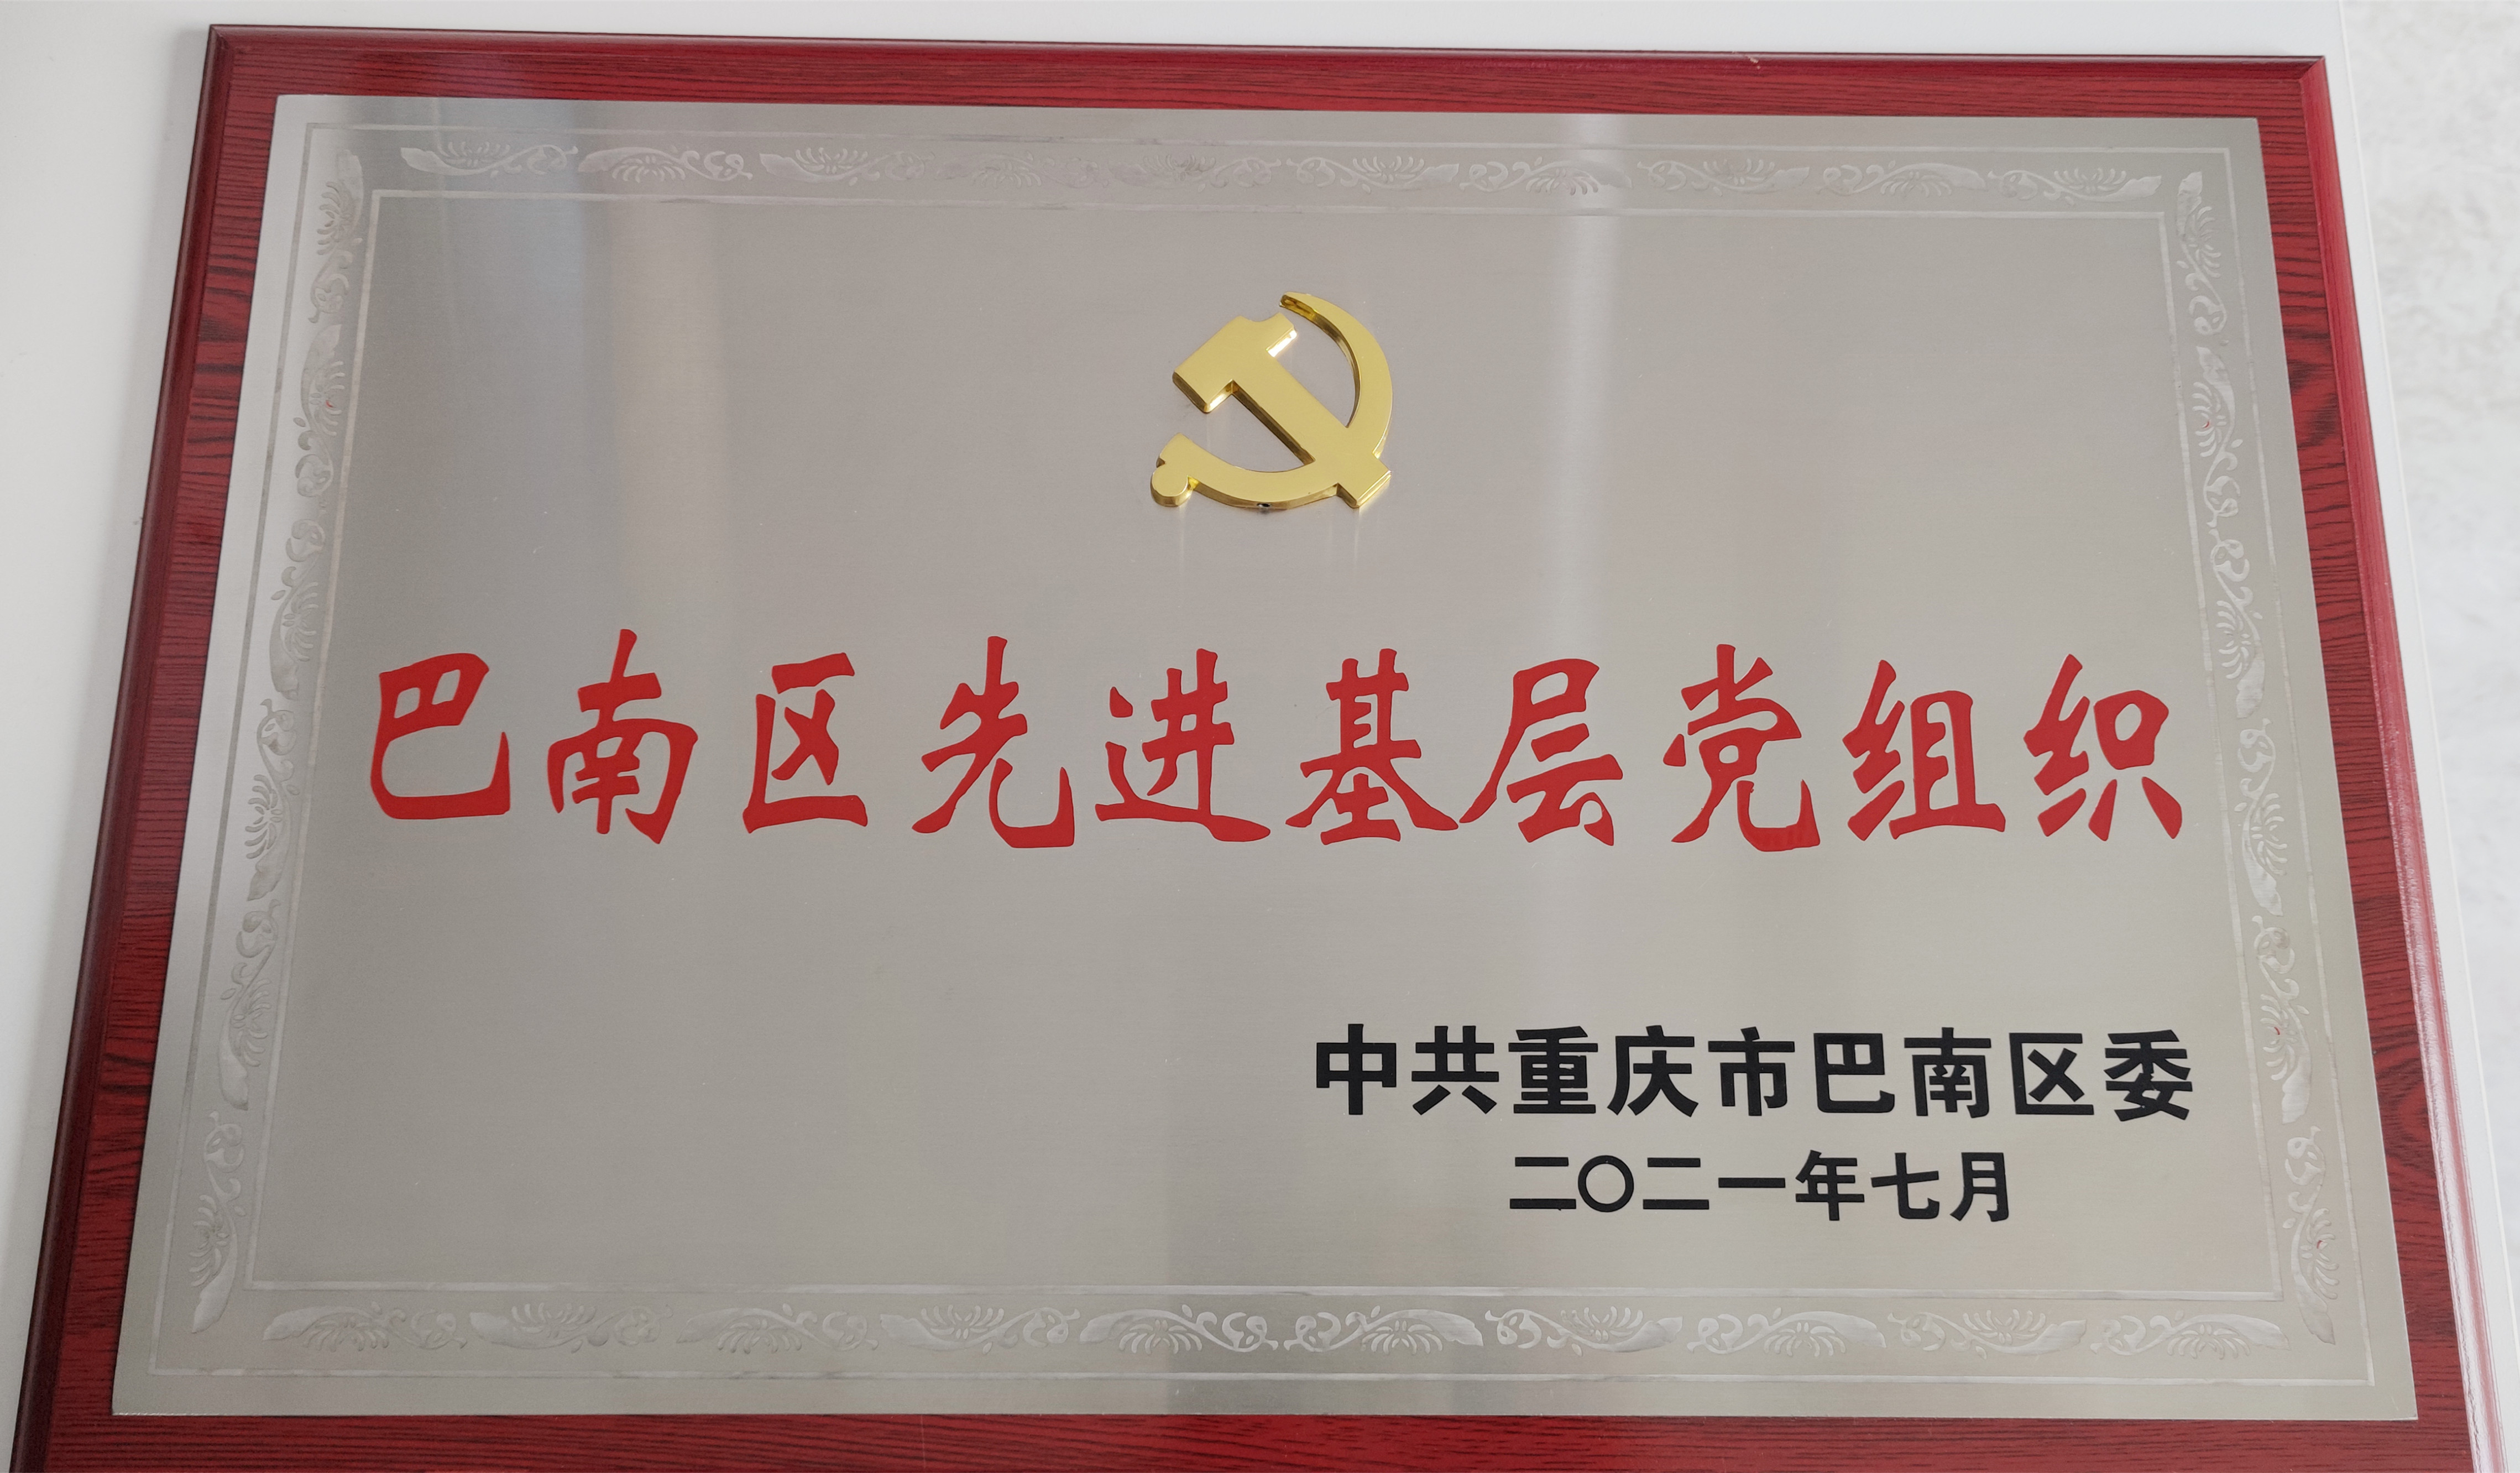 巴南区先进基层党组织
中共重庆市巴南区委
二〇二一年七月